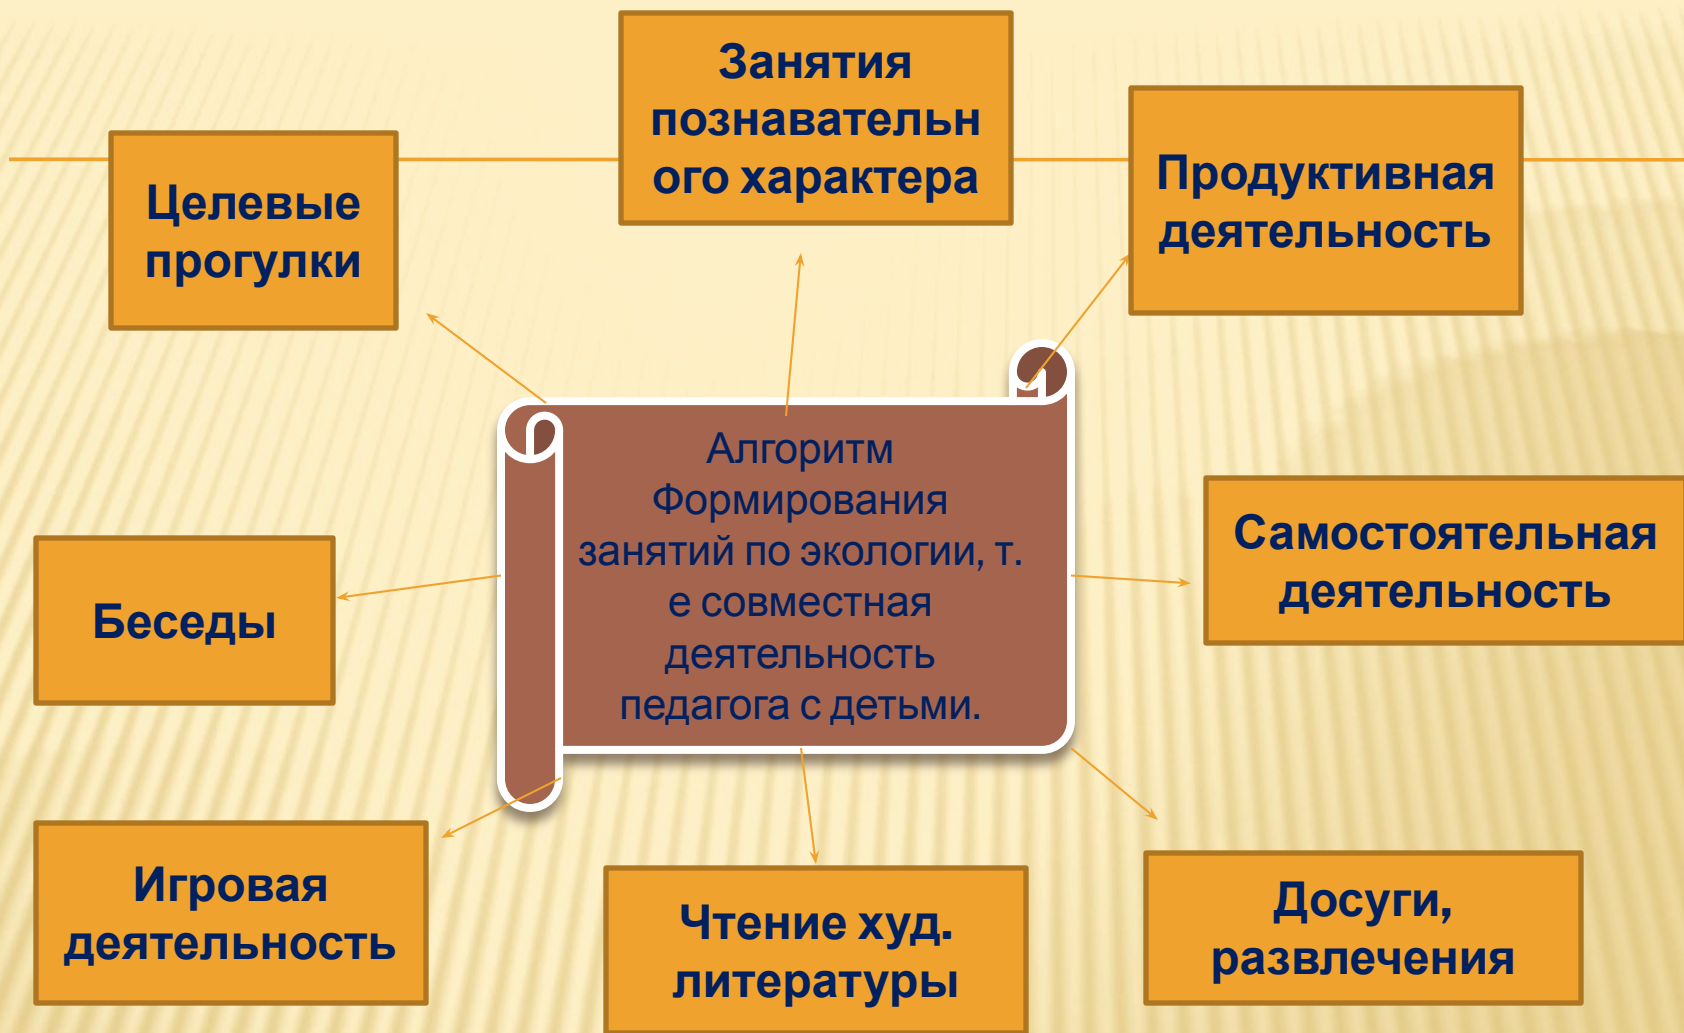 Занятия
познавательн
ого характера
Целевые
прогулки
Продуктивная
деятельность
Алгоритм
Формирования
занятий по экологии, т.
е совместная
деятельность
педагога с детьми.
Беседы
Самостоятельная
деятельность
Игровая
деятельность
Чтение худ.
литературы
Досуги,
развлечения